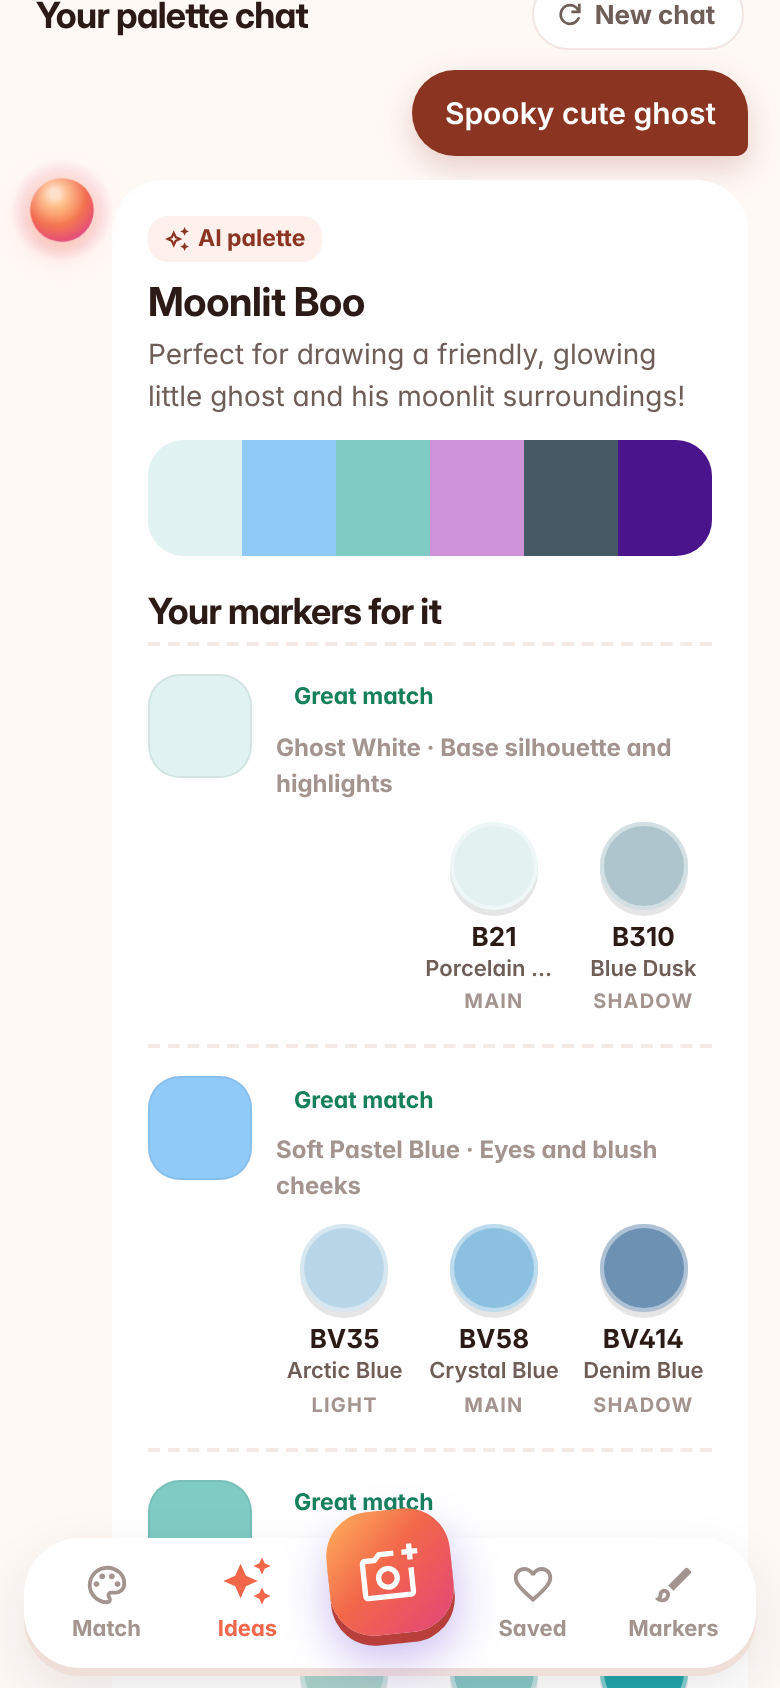 Your palette chat
New chat
Spooky cute ghost
AI palette
Moonlit Boo
Perfect for drawing a friendly, glowing
little ghost and his moonlit surroundings!
Your markers for it
Great match
Ghost White · Base silhouette and
highlights
B21
B310
Porcelain ...
Blue Dusk
MAIN
SHADOW
Great match
Soft Pastel Blue · Eyes and blush
cheeks
BV35
BV58
BV414
Arctic Blue
Crystal Blue
Denim Blue
LIGHT
MAIN
SHADOW
Great match
Match
Ideas
Saved
Markers